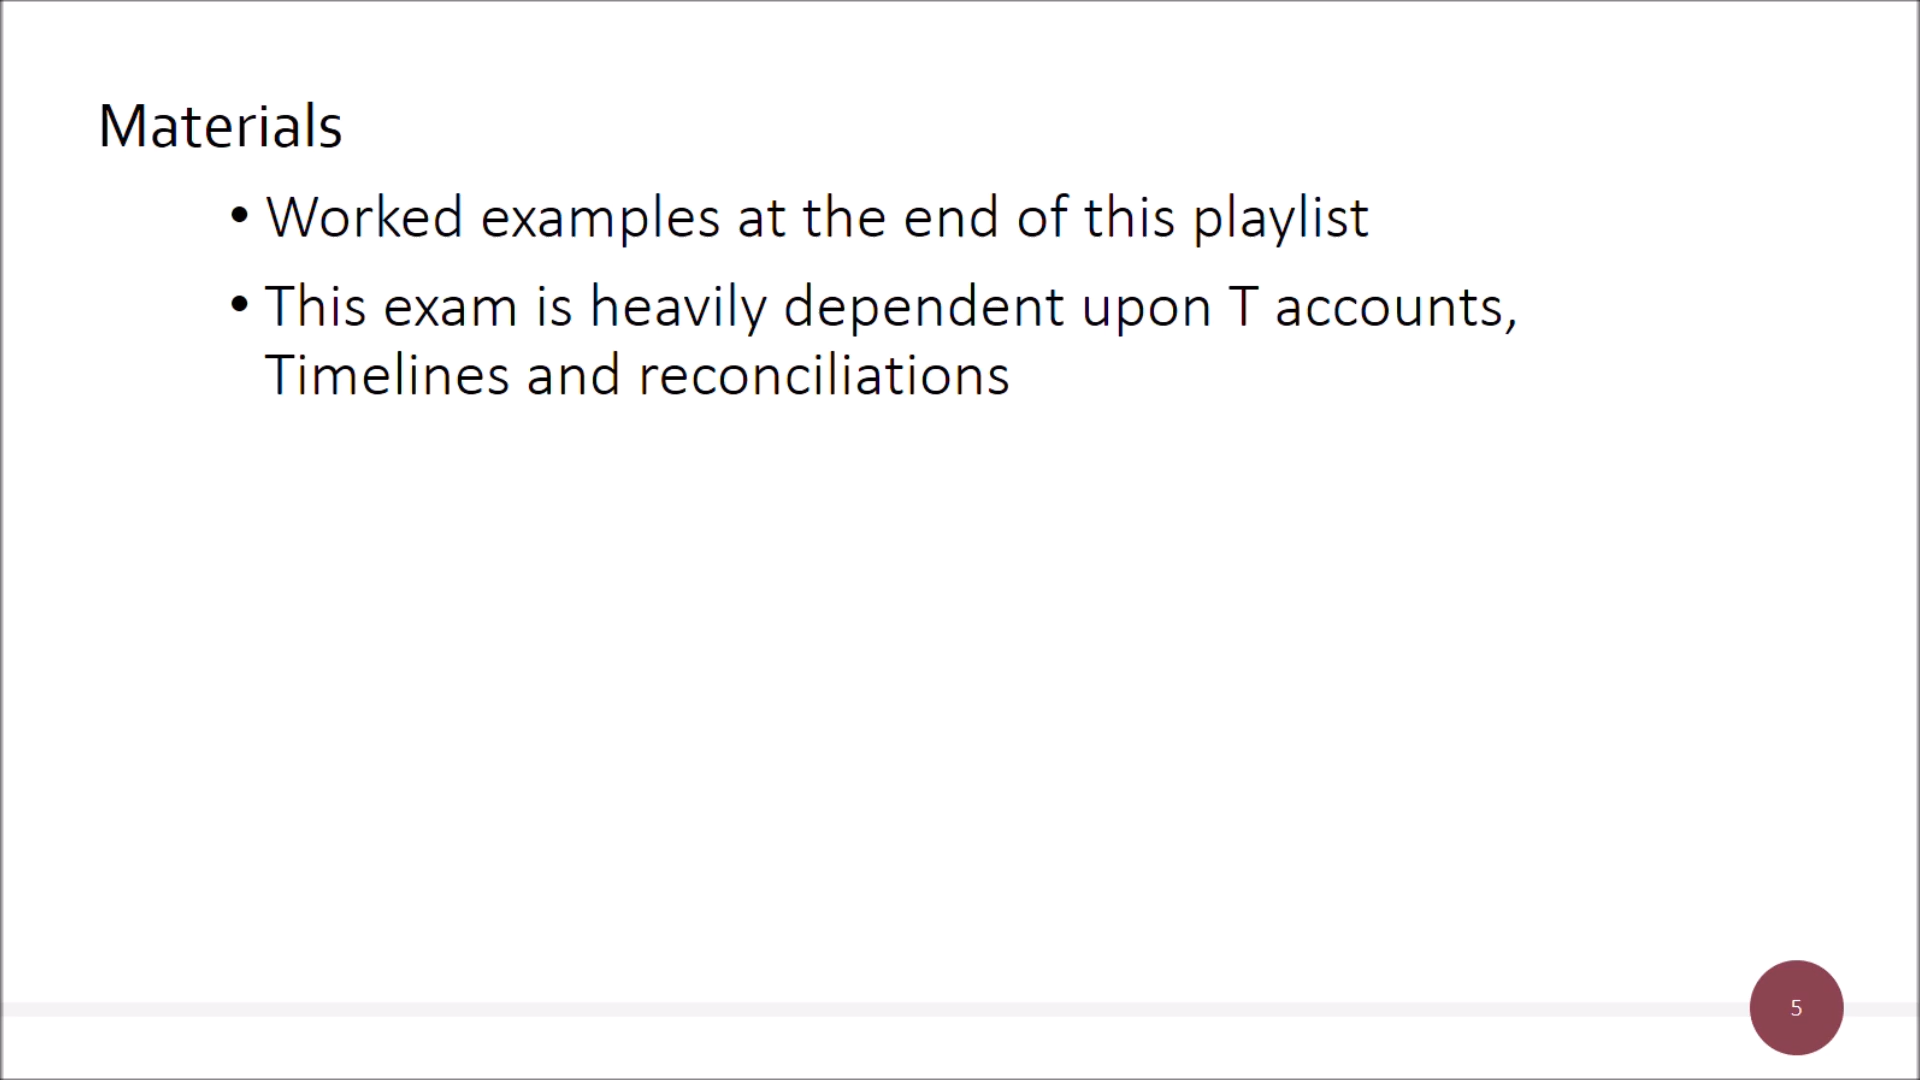 Materials
• Worked examples at the end of this playlist
• This exam is heavily dependent upon T accounts,
Timelines and reconciliations
5